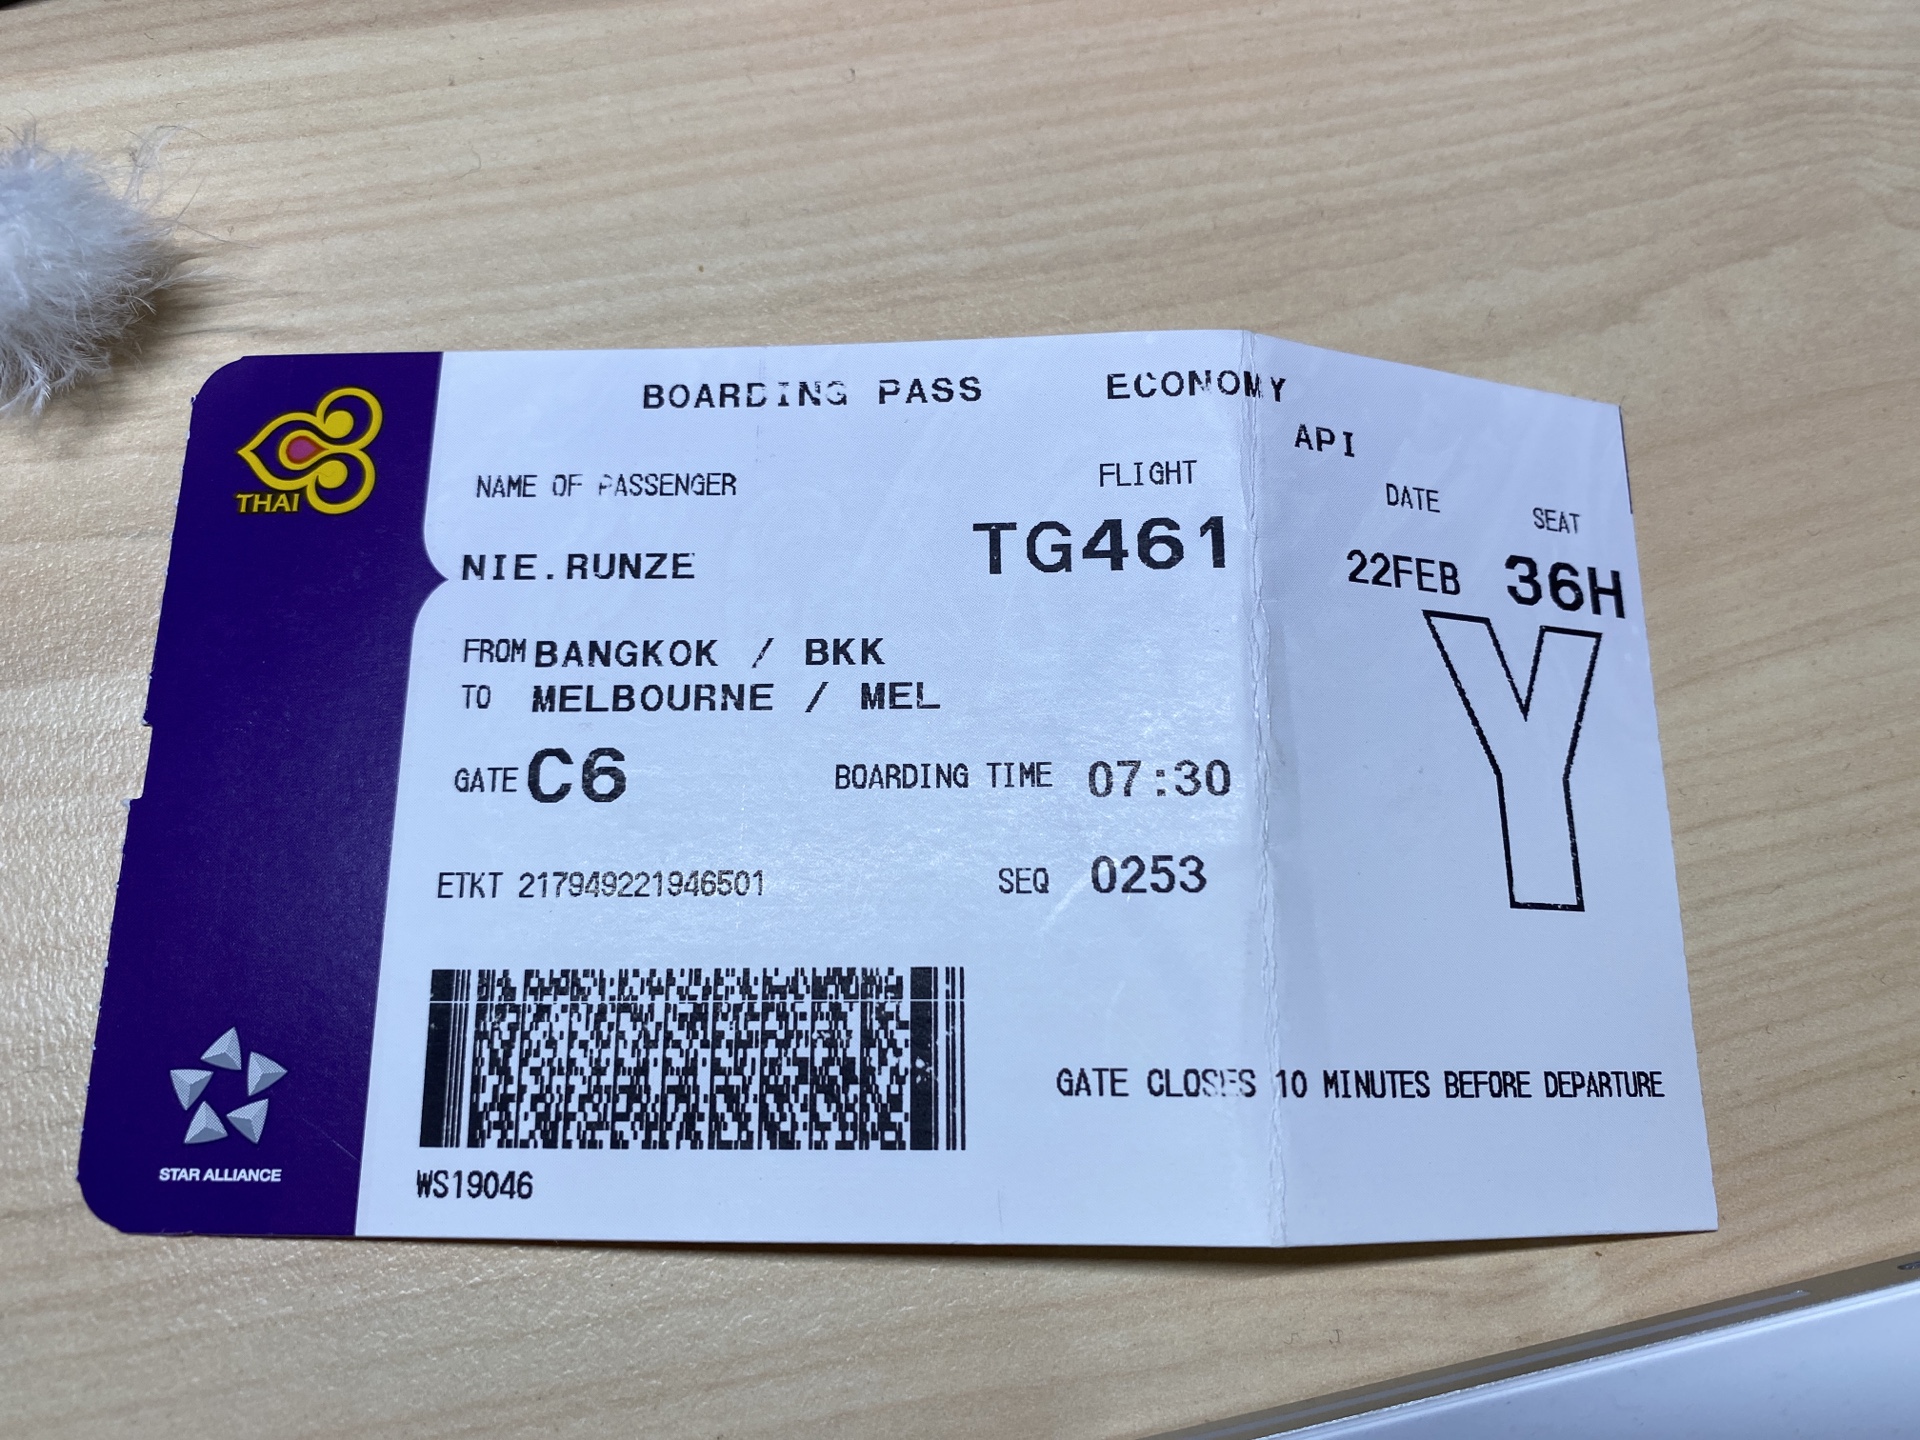 BOARDING PASS ECONOMY
API
THAI
NAME OF PASSENGER FLIGHT DATE SEAT
NIE.RUNZE TG461 22FEB 36H
Y
FROM BANGKOK / BKK
TO MELBOURNE / MEL
GATE C6 BOARDING TIME 07:30
ETKT 217949221946501 SEQ 0253
GATE CLOSES 10 MINUTES BEFORE DEPARTURE
STAR ALLIANCE
WS19046